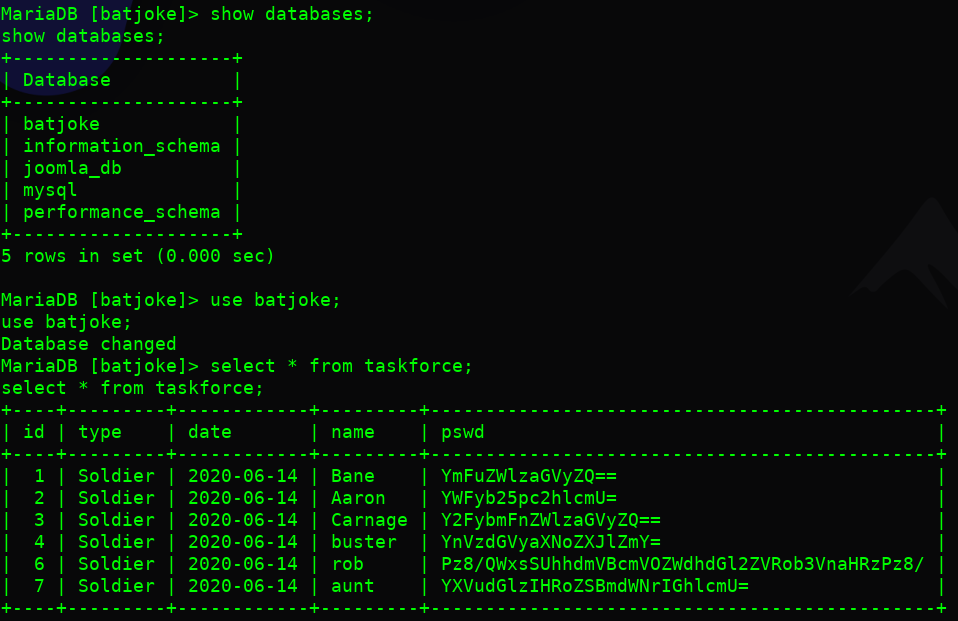 MariaDB [batjoke]> show databases;
show databases;
+--------------------+
| Database           |
+--------------------+
| batjoke            |
| information_schema |
| joomla_db          |
| mysql              |
| performance_schema |
+--------------------+
5 rows in set (0.000 sec)
MariaDB [batjoke]> use batjoke;
use batjoke;
Database changed
MariaDB [batjoke]> select * from taskforce;
select * from taskforce;
+----+---------+------------+---------+----------------------------------------------+
| id | type    | date       | name    | pswd                                         |
+----+---------+------------+---------+----------------------------------------------+
|  1 | Soldier | 2020-06-14 | Bane    | YmFuZWlzaGVyZQ==                             |
|  2 | Soldier | 2020-06-14 | Aaron   | YWFyb25pc2hlcmU=                             |
|  3 | Soldier | 2020-06-14 | Carnage | Y2FybmFnZWlzaGVyZQ==                         |
|  4 | Soldier | 2020-06-14 | buster  | YnVzdGVyaXNoZXJlZmY=                         |
|  6 | Soldier | 2020-06-14 | rob     | Pz8/QWxsSUhhdmVBcmVOZWdhdGl2ZVRob3VnaHRzPz8/ |
|  7 | Soldier | 2020-06-14 | aunt    | YXVudGlzIHRoZSBmdWNrIGhlcmU=                 |
+----+---------+------------+---------+----------------------------------------------+